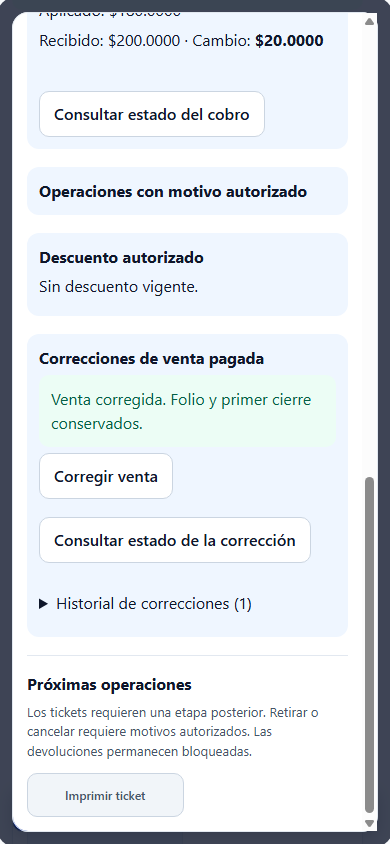 Recibido: $200.0000 · Cambio: $20.0000
Consultar estado del cobro
Operaciones con motivo autorizado
Descuento autorizado
Sin descuento vigente.
Correcciones de venta pagada
Venta corregida. Folio y primer cierre
conservados.
Corregir venta
Consultar estado de la corrección
Historial de correcciones (1)
Próximas operaciones
Los tickets requieren una etapa posterior. Retirar o
cancelar requiere motivos autorizados. Las
devoluciones permanecen bloqueadas.
Imprimir ticket